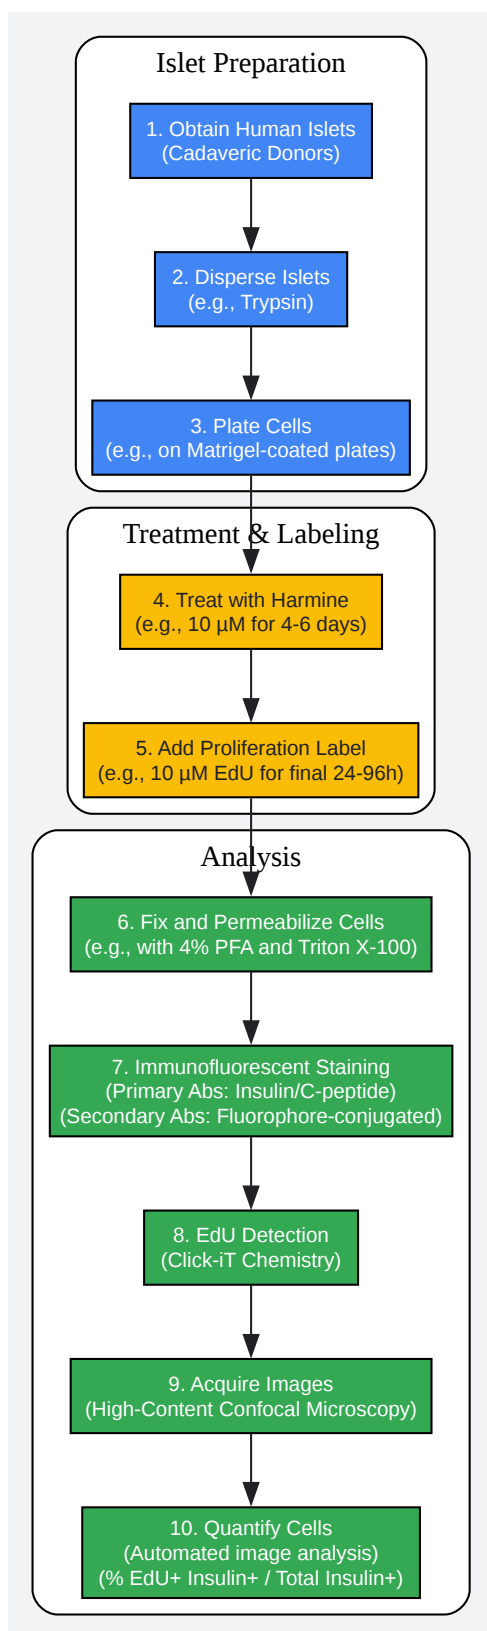 Islet Preparation
1. Obtain Human Islets
(Cadaveric Donors)
2. Disperse Islets
(e.g., Trypsin)
3. Plate Cells
(e.g., on Matrigel-coated plates)
Treatment & Labeling
4. Treat with Harmine
(e.g., 10 µM for 4-6 days)
5. Add Proliferation Label
(e.g., 10 µM EdU for final 24-96h)
Analysis
6. Fix and Permeabilize Cells
(e.g., with 4% PFA and Triton X-100)
7. Immunofluorescent Staining
(Primary Abs: Insulin/C-peptide)
(Secondary Abs: Fluorophore-conjugated)
8. EdU Detection
(Click-iT Chemistry)
9. Acquire Images
(High-Content Confocal Microscopy)
10. Quantify Cells
(Automated image analysis)
(% EdU+ Insulin+ / Total Insulin+)